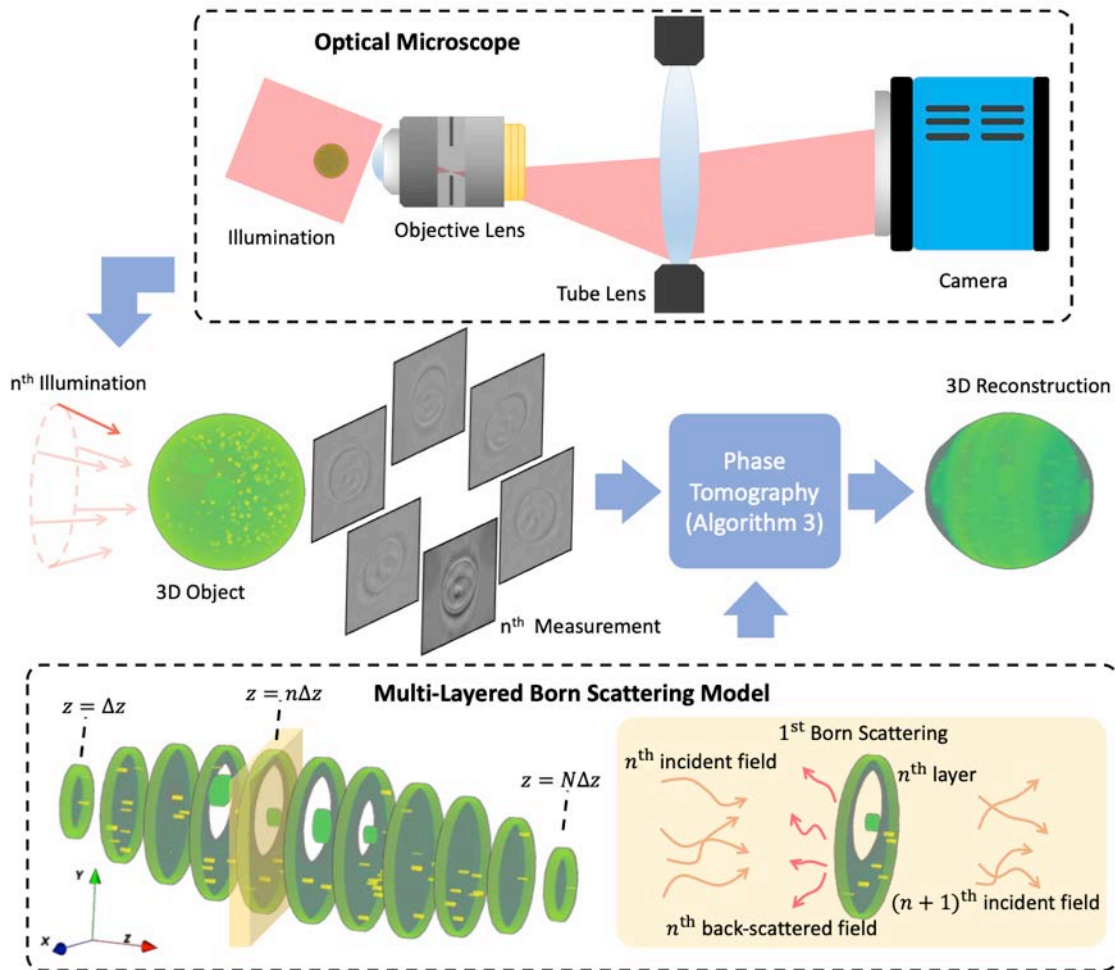 Optical Microscope
Illumination
Objective Lens
Tube Lens
Camera
nᵗʰ Illumination
3D Object
nᵗʰ Measurement
Phase
Tomography
(Algorithm 3)
3D Reconstruction
Multi-Layered Born Scattering Model
z = Δz
z = nΔz
z = NΔz
Y
X
Z
1ˢᵗ Born Scattering
nᵗʰ incident field
nᵗʰ layer
nᵗʰ back-scattered field
(n + 1)ᵗʰ incident field